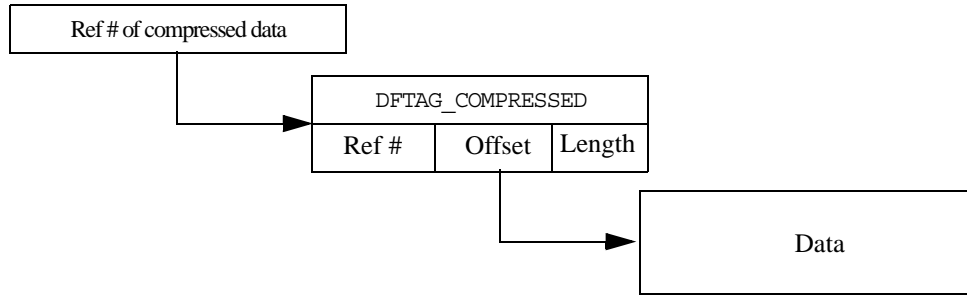 Ref # of compressed data
DFTAG_COMPRESSED
Ref # Offset Length
Data